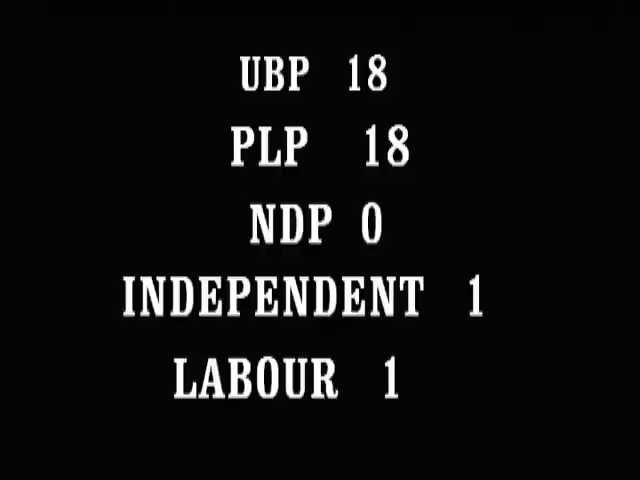 UBP 18
PLP 18
NDP 0
INDEPENDENT 1
LABOUR 1